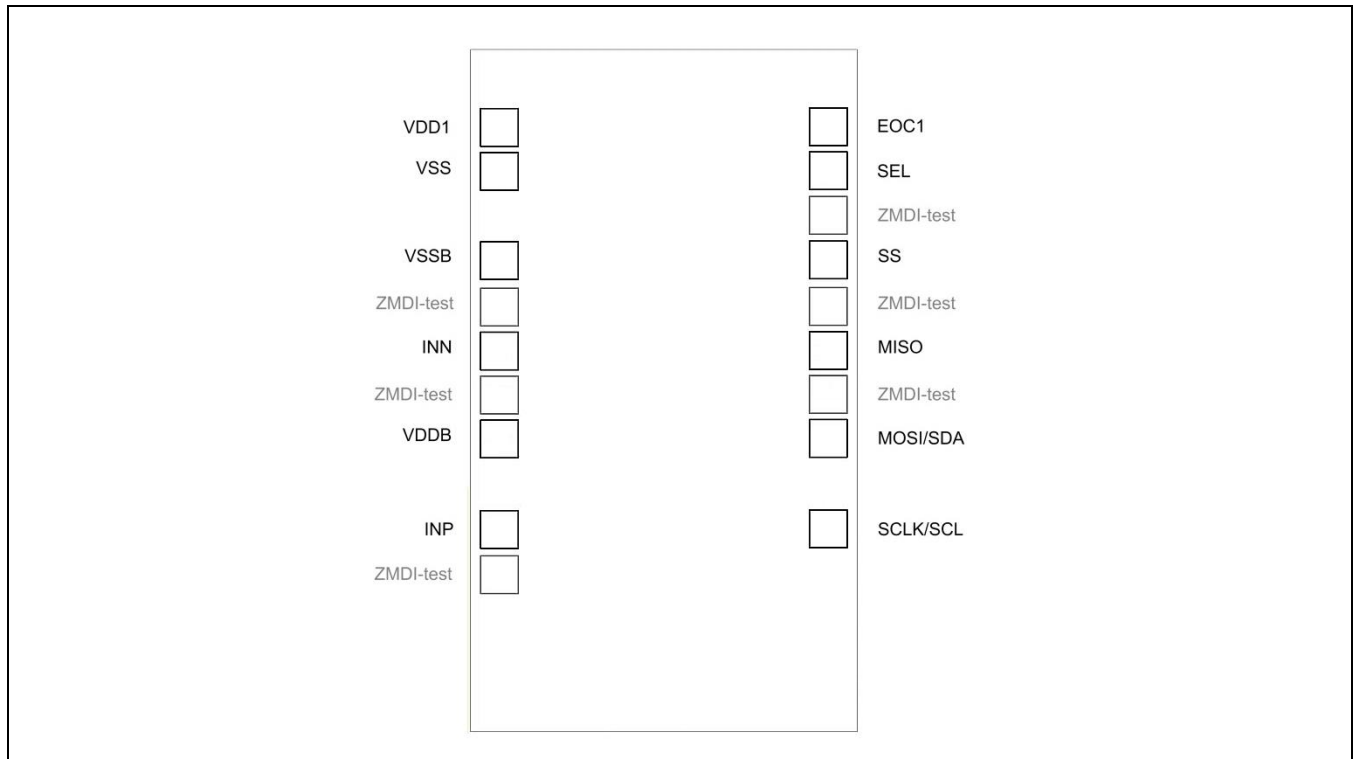 VDD1
VSS
VSSB
ZMDI-test
INN
ZMDI-test
VDDB
INP
ZMDI-test
EOC1
SEL
ZMDI-test
SS
ZMDI-test
MISO
ZMDI-test
MOSI/SDA
SCLK/SCL